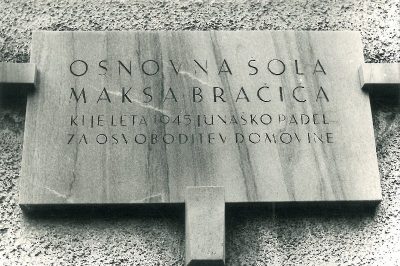 OSNOVNA ŠOLA
MAKSA BRAČIČA
KI JE LETA 1945 JUNAŠKO PADEL
ZA OSVOBODITEV DOMOVINE